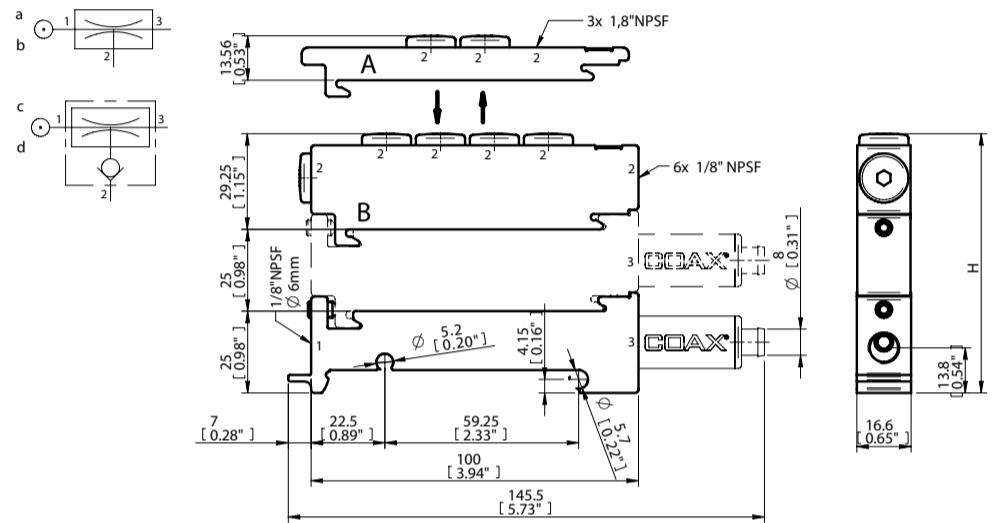 a
1
3
b
2
c
1
3
d
2
13.56
[ 0.53" ]
A
2
2
2
3x 1,8"NPSF
29.25
[ 1.15" ]
2
2
2
2
2
2
6x 1/8" NPSF
B
25
[ 0.98" ]
3
COAX
8
Ø [ 0.31" ]
1/8"NPSF
Ø 6mm
25
[ 0.98" ]
1
Ø 5.2
[ 0.20" ]
4.15
[ 0.16" ]
3
COAX
Ø 5.7
[ 0.22" ]
7
[ 0.28" ]
22.5
[ 0.89" ]
59.25
[ 2.33" ]
100
[ 3.94" ]
145.5
[ 5.73" ]
H
13.8
[ 0.54" ]
16.6
[ 0.65" ]